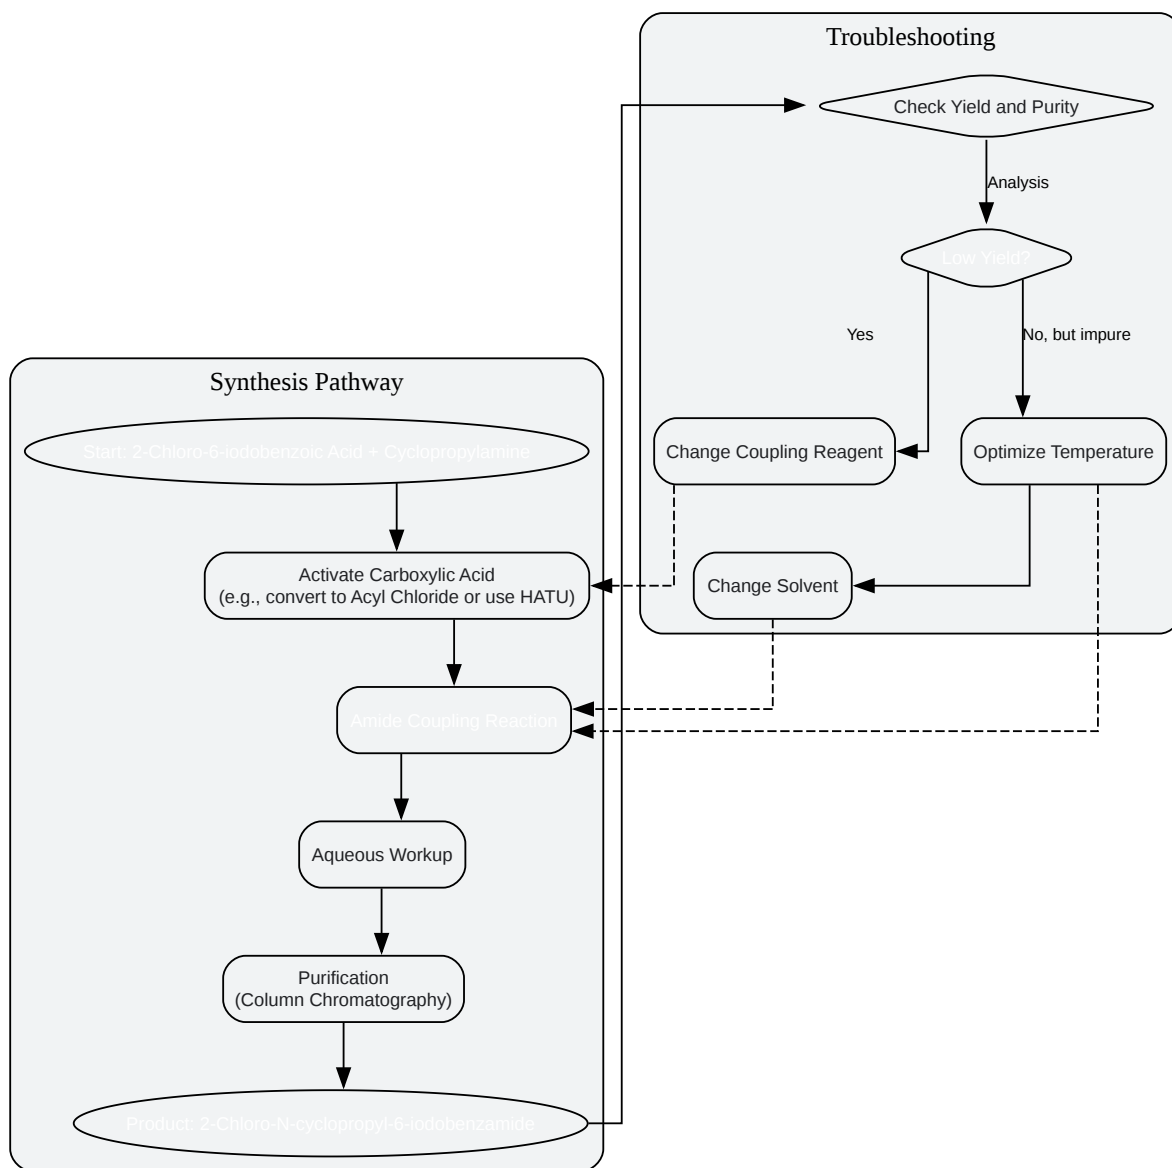 Troubleshooting
Check Yield and Purity
Analysis
Low Yield?
Yes
No, but impure
Change Coupling Reagent
Optimize Temperature
Change Solvent
Synthesis Pathway
Start: 2-Chloro-6-iodobenzoic Acid + Cyclopropylamine
Activate Carboxylic Acid
(e.g., convert to Acyl Chloride or use HATU)
Amide Coupling Reaction
Aqueous Workup
Purification
(Column Chromatography)
Product: 2-Chloro-N-cyclopropyl-6-iodobenzamide